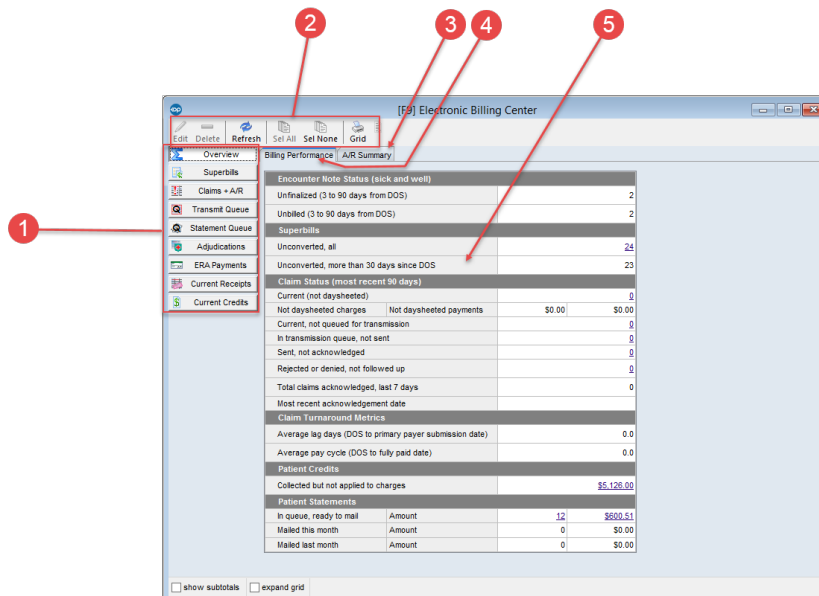 2
3
4
5
[F9] Electronic Billing Center
Edit Delete Refresh Sel All Sel None Grid
Overview
Billing Performance A/R Summary
Superbills
Claims + A/R
Transmit Queue
1
Statement Queue
Adjudications
ERA Payments
Current Receipts
Current Credits
Encounter Note Status (sick and well)
Unfinalized (3 to 90 days from DOS) 2
Unbilled (3 to 90 days from DOS) 2
Superbills
Unconverted, all 24
Unconverted, more than 30 days since DOS 23
Claim Status (most recent 90 days)
Current (not daysheeted) 0
Not daysheeted charges Not daysheeted payments $0.00 $0.00
Current, not queued for transmission 0
In transmission queue, not sent 0
Sent, not acknowledged 0
Rejected or denied, not followed up 0
Total claims acknowledged, last 7 days 0
Most recent acknowledgement date
Claim Turnaround Metrics
Average lag days (DOS to primary payer submission date) 0.0
Average pay cycle (DOS to fully paid date) 0.0
Patient Credits
Collected but not applied to charges $5,126.00
Patient Statements
In queue, ready to mail Amount 12 $600.51
Mailed this month Amount 0 $0.00
Mailed last month Amount 0 $0.00
show subtotals expand grid